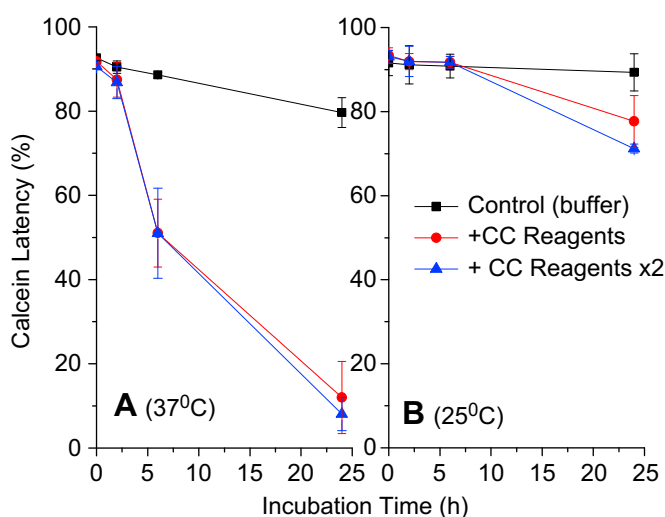 Calcein Latency (%)
100
80
60
40
20
0
0 5 10 15 20 25
A (37⁰C)
100
80
60
40
20
0
0 5 10 15 20 25
B (25⁰C)
Control (buffer)
+CC Reagents
+ CC Reagents x2
Incubation Time (h)